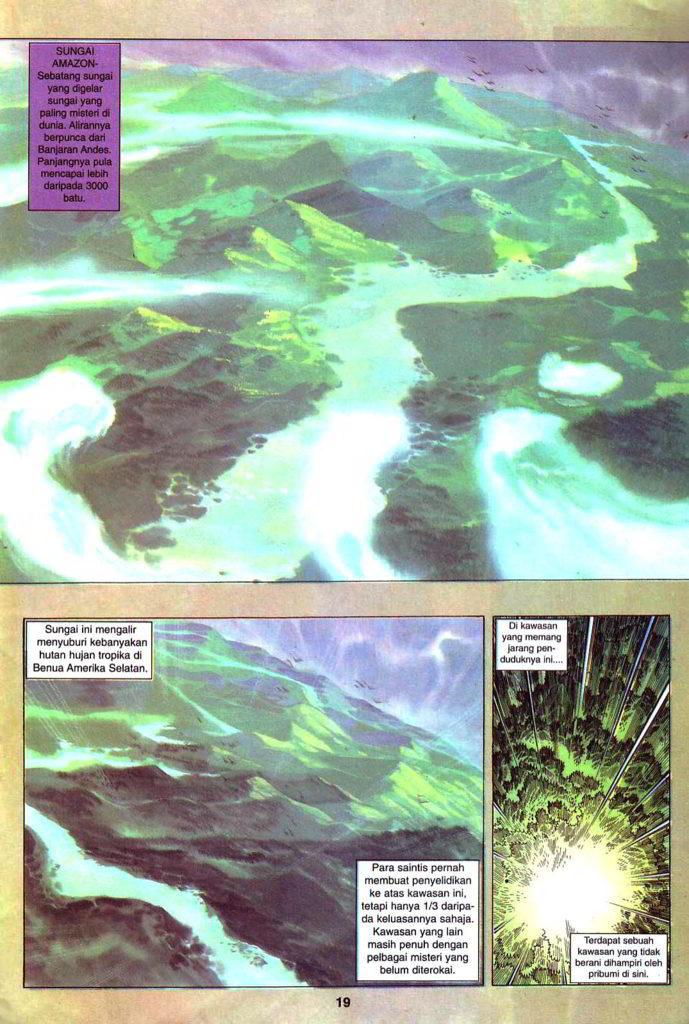 SUNGAI
AMAZON-
Sebatang sungai
yang digelar
sungai yang
paling misteri di
dunia. Alirannya
berpunca dari
Banjaran Andes.
Panjangnya pula
mencapai lebih
daripada 3000
batu.
Sungai ini mengalir
menyuburi kebanyakan
hutan hujan tropika di
Benua Amerika Selatan.
Para saintis pernah
membuat penyelidikan
ke atas kawasan ini,
tetapi hanya 1/3 daripa-
da keluasannya sahaja.
Kawasan yang lain
masih penuh dengan
pelbagai misteri yang
belum diterokai.
Di kawasan
yang memang
jarang pen-
duduknya ini....
Terdapat sebuah
kawasan yang tidak
berani dihampiri oleh
pribumi di sini.
19